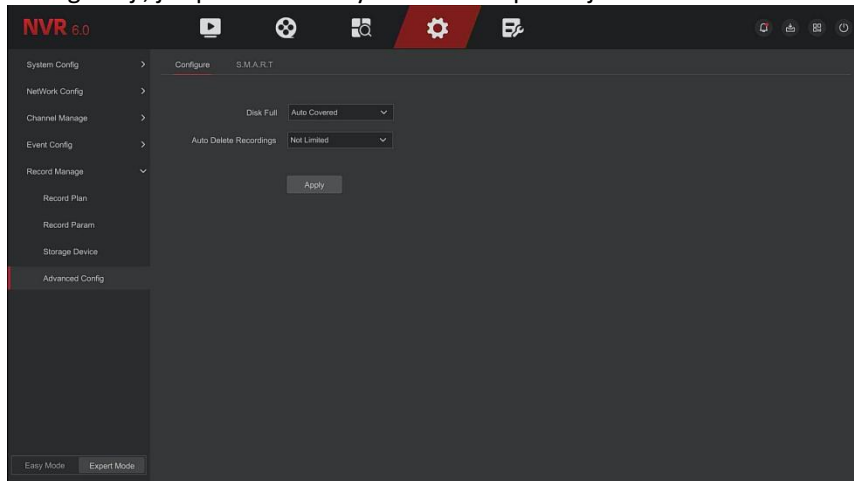 NVR 6.0
System Config
NetWork Config
Channel Manage
Event Config
Record Manage
Record Plan
Record Param
Storage Device
Advanced Config
Easy Mode Expert Mode
Configure S.M.A.R.T
Disk Full Auto Covered
Auto Delete Recordings Not Limited
Apply